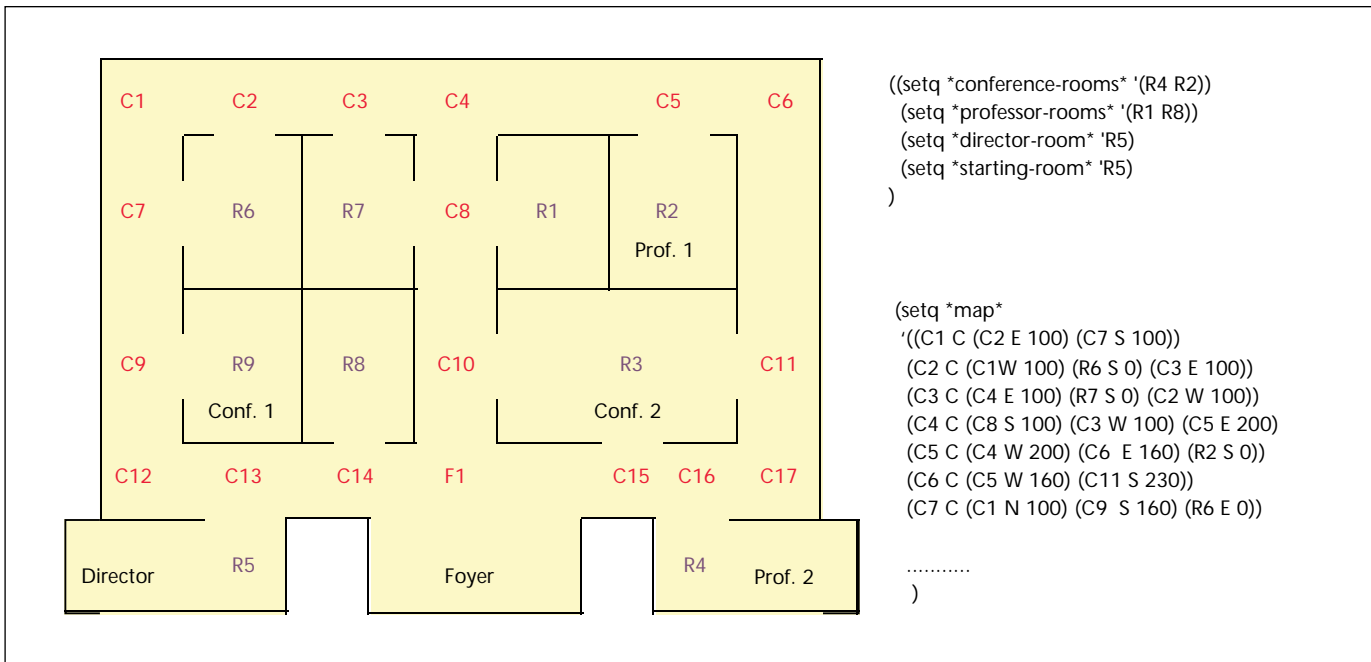 C1 C2 C3 C4 C5 C6
C7 R6 R7 C8 R1 R2
Prof. 1
C9 R9 R8 C10 R3 C11
Conf. 1 Conf. 2
C12 C13 C14 F1 C15 C16 C17
Director R5 Foyer R4 Prof. 2
((setq *conference-rooms* '(R4 R2))
(setq *professor-rooms* '(R1 R8))
(setq *director-room* 'R5)
(setq *starting-room* 'R5)
)
(setq *map*
'((C1 C (C2 E 100) (C7 S 100))
(C2 C (C1W 100) (R6 S 0) (C3 E 100))
(C3 C (C4 E 100) (R7 S 0) (C2 W 100))
(C4 C (C8 S 100) (C3 W 100) (C5 E 200)
(C5 C (C4 W 200) (C6 E 160) (R2 S 0))
(C6 C (C5 W 160) (C11 S 230))
(C7 C (C1 N 100) (C9 S 160) (R6 E 0))
...........
)